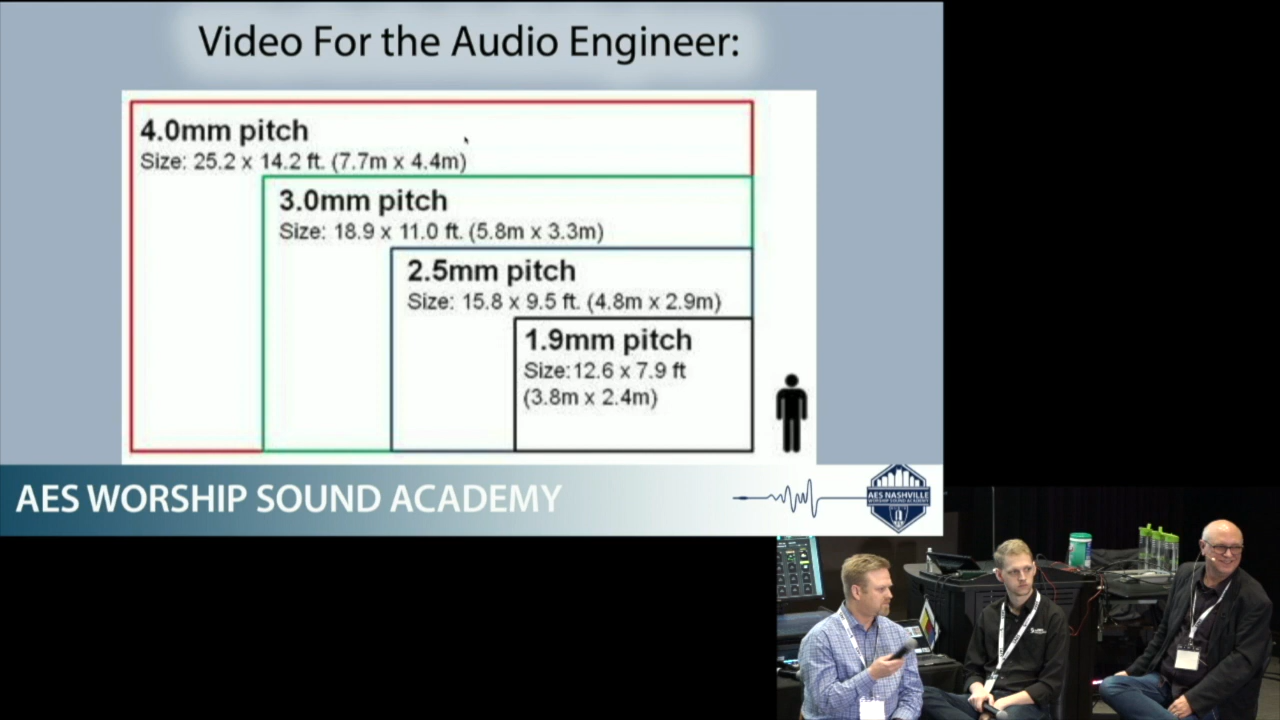 Video For the Audio Engineer:
4.0mm pitch
Size: 25.2 x 14.2 ft. (7.7m x 4.4m)
3.0mm pitch
Size: 18.9 x 11.0 ft. (5.8m x 3.3m)
2.5mm pitch
Size: 15.8 x 9.5 ft. (4.8m x 2.9m)
1.9mm pitch
Size:12.6 x 7.9 ft
(3.8m x 2.4m)
AES WORSHIP SOUND ACADEMY
AES NASHVILLE
WORSHIP SOUND ACADEMY